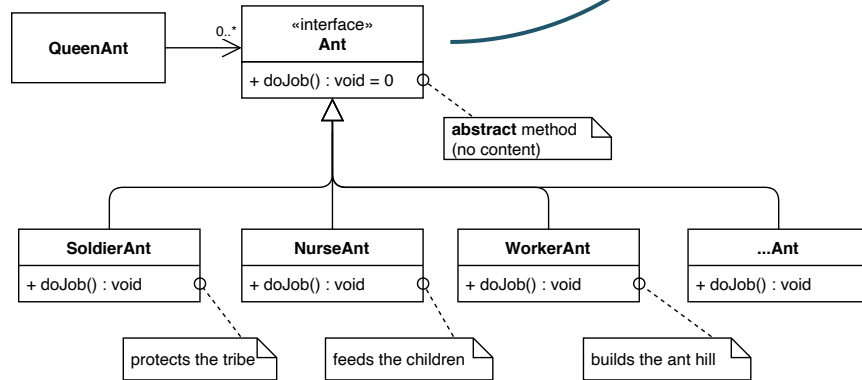 QueenAnt
0..*
«interface»
Ant
+ doJob() : void = 0
abstract method
(no content)
SoldierAnt
+ doJob() : void
NurseAnt
+ doJob() : void
WorkerAnt
+ doJob() : void
...Ant
+ doJob() : void
protects the tribe
feeds the children
builds the ant hill